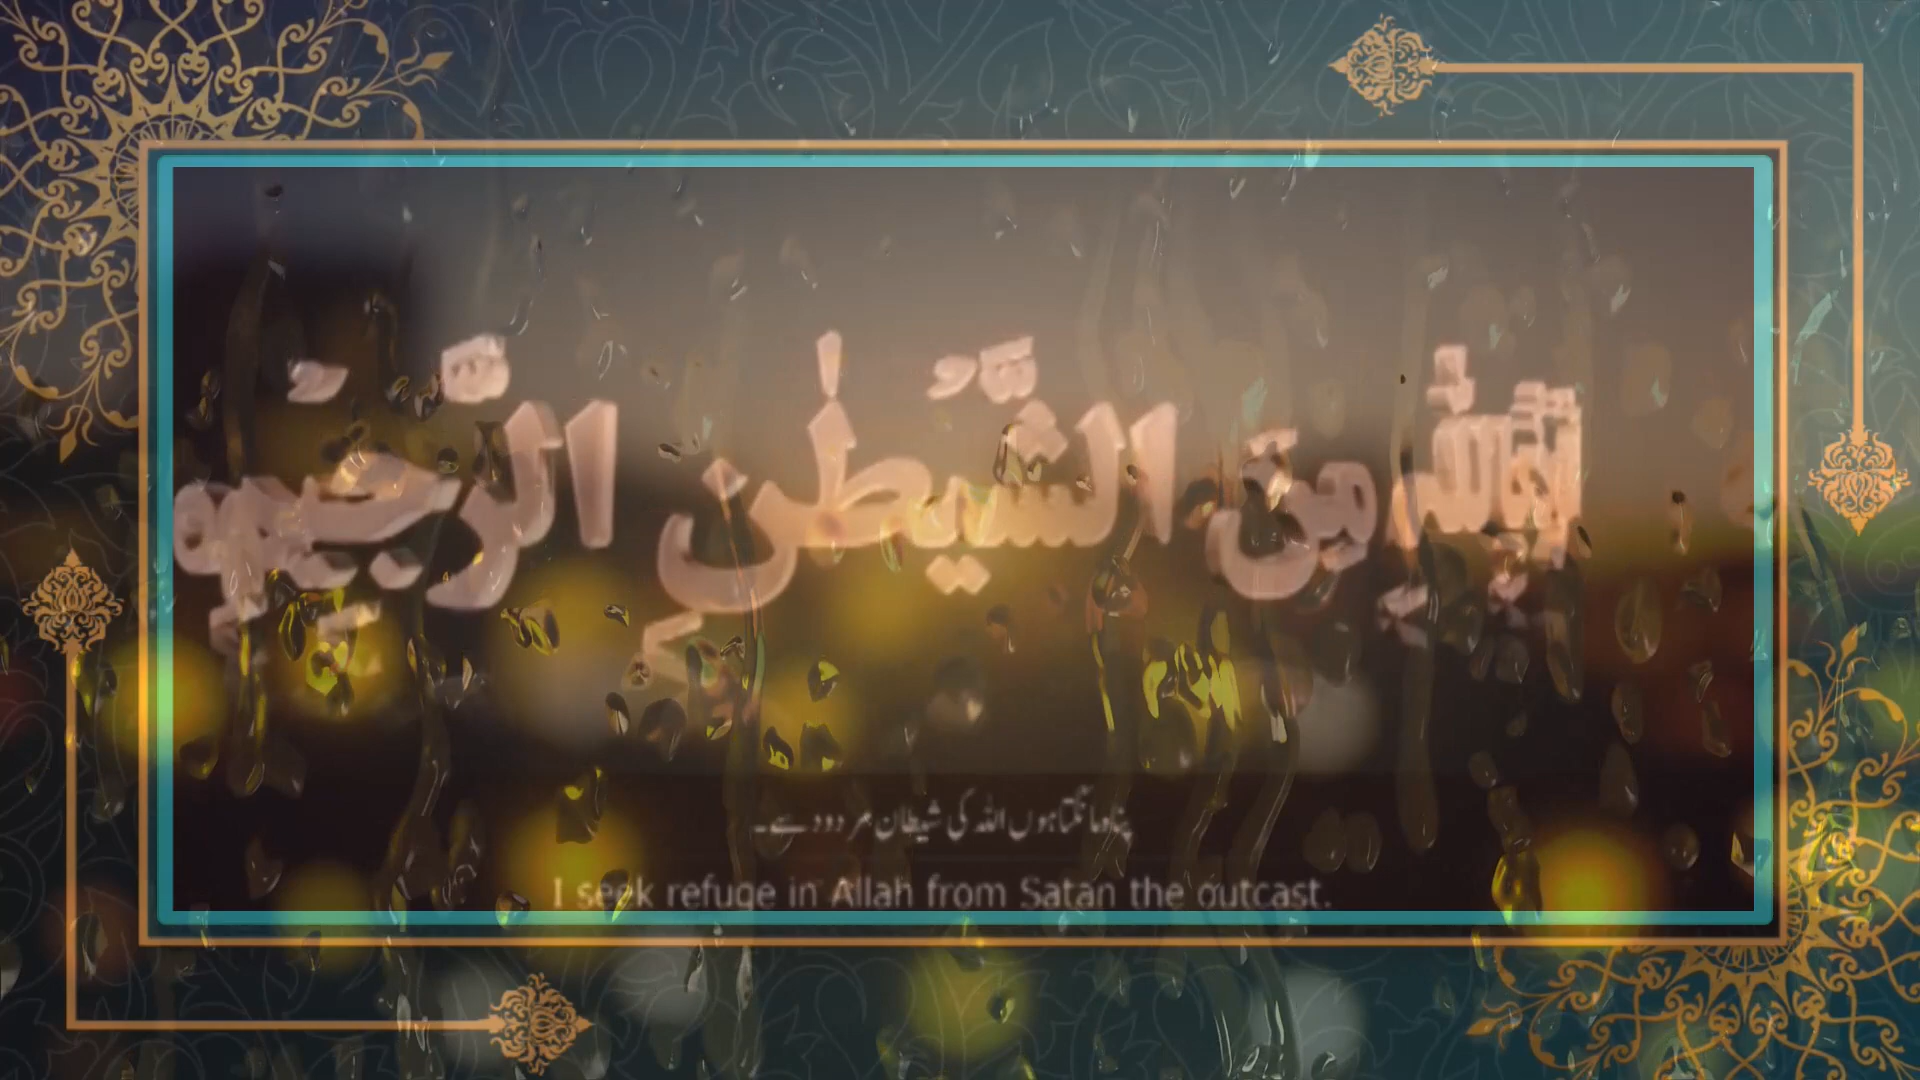 بِاللّٰهِ مِنَ الشَّيْطٰنِ الرَّجِيْمِ
پناہ مانگتا ہوں اللہ کی شیطان مردود سے۔
I seek refuge in Allah from Satan the outcast.